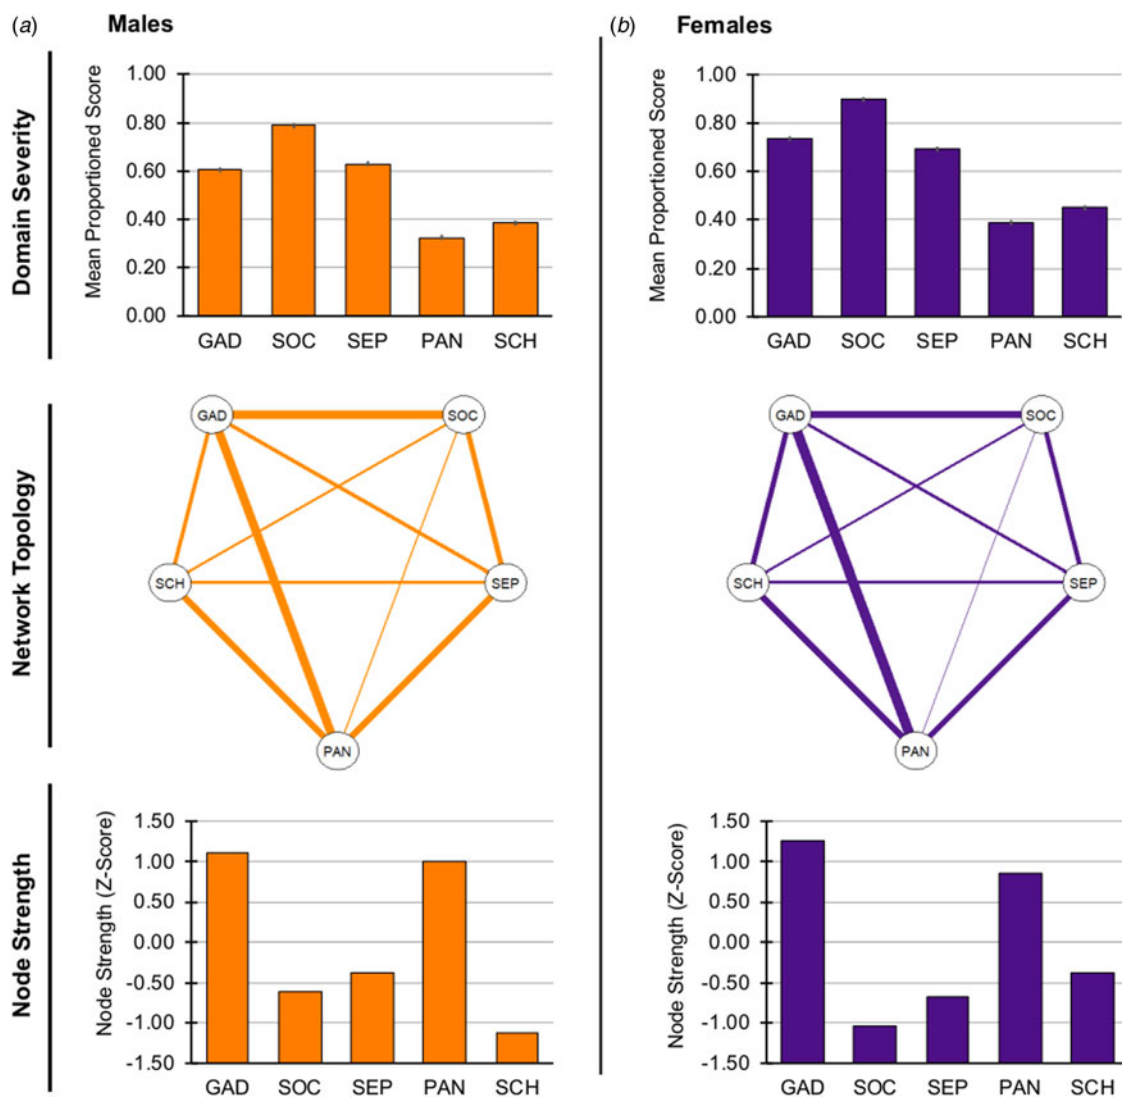 (a) Males
(b) Females
Domain Severity
Mean Proportioned Score
1.00
0.80
0.60
0.40
0.20
0.00
GAD SOC SEP PAN SCH
Mean Proportioned Score
1.00
0.80
0.60
0.40
0.20
0.00
GAD SOC SEP PAN SCH
Network Topology
GAD SOC
SCH SEP
PAN
GAD SOC
SCH SEP
PAN
Node Strength
Node Strength (Z-Score)
1.50
1.00
0.50
0.00
-0.50
-1.00
-1.50
GAD SOC SEP PAN SCH
Node Strength (Z-Score)
1.50
1.00
0.50
0.00
-0.50
-1.00
-1.50
GAD SOC SEP PAN SCH